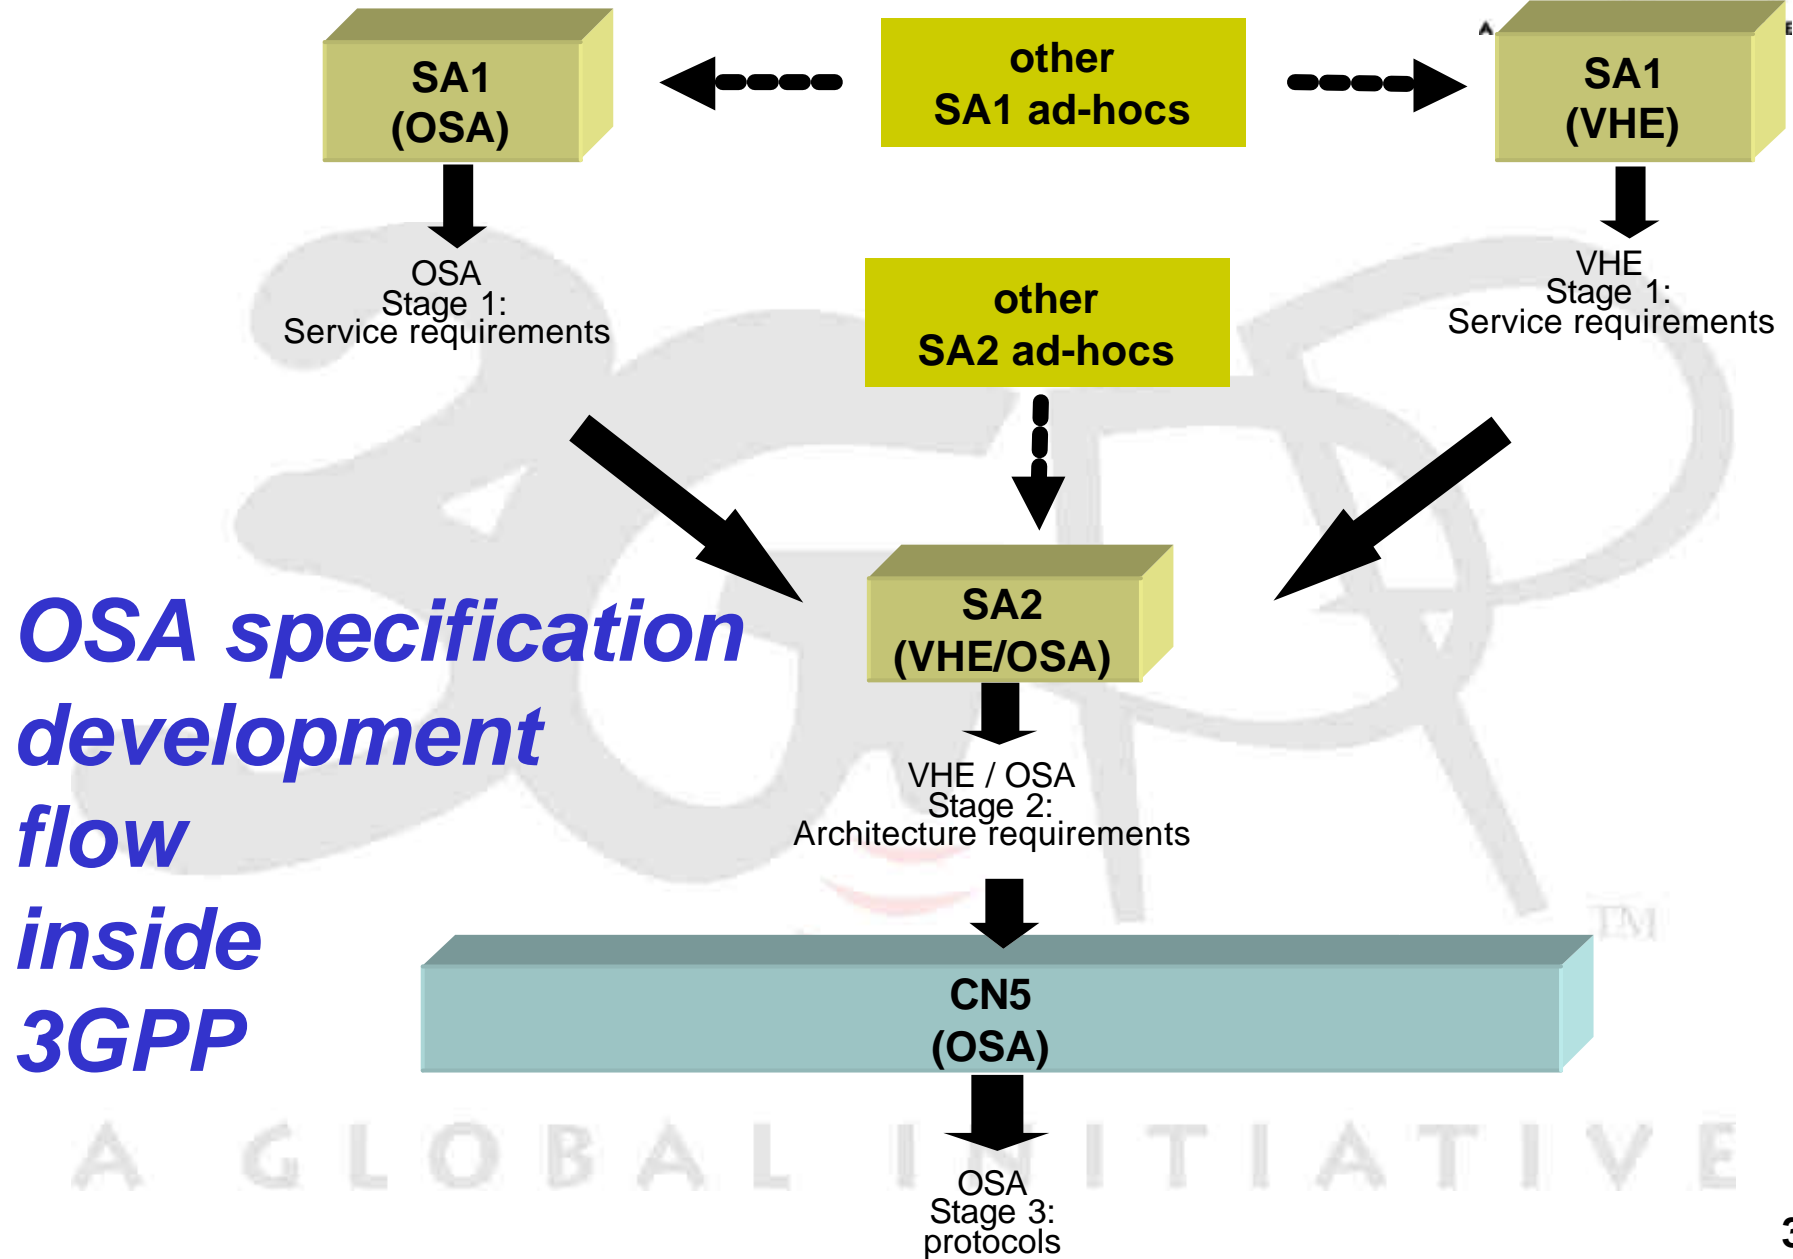 SA1
(OSA)
other
SA1 ad-hocs
SA1
(VHE)
OSA
Stage 1:
Service requirements
other
SA2 ad-hocs
VHE
Stage 1:
Service requirements
SA2
(VHE/OSA)
OSA specification
development
flow
inside
3GPP
VHE / OSA
Stage 2:
Architecture requirements
TM
CN5
(OSA)
A GLOBAL INITIATIVE
OSA
Stage 3:
protocols
3